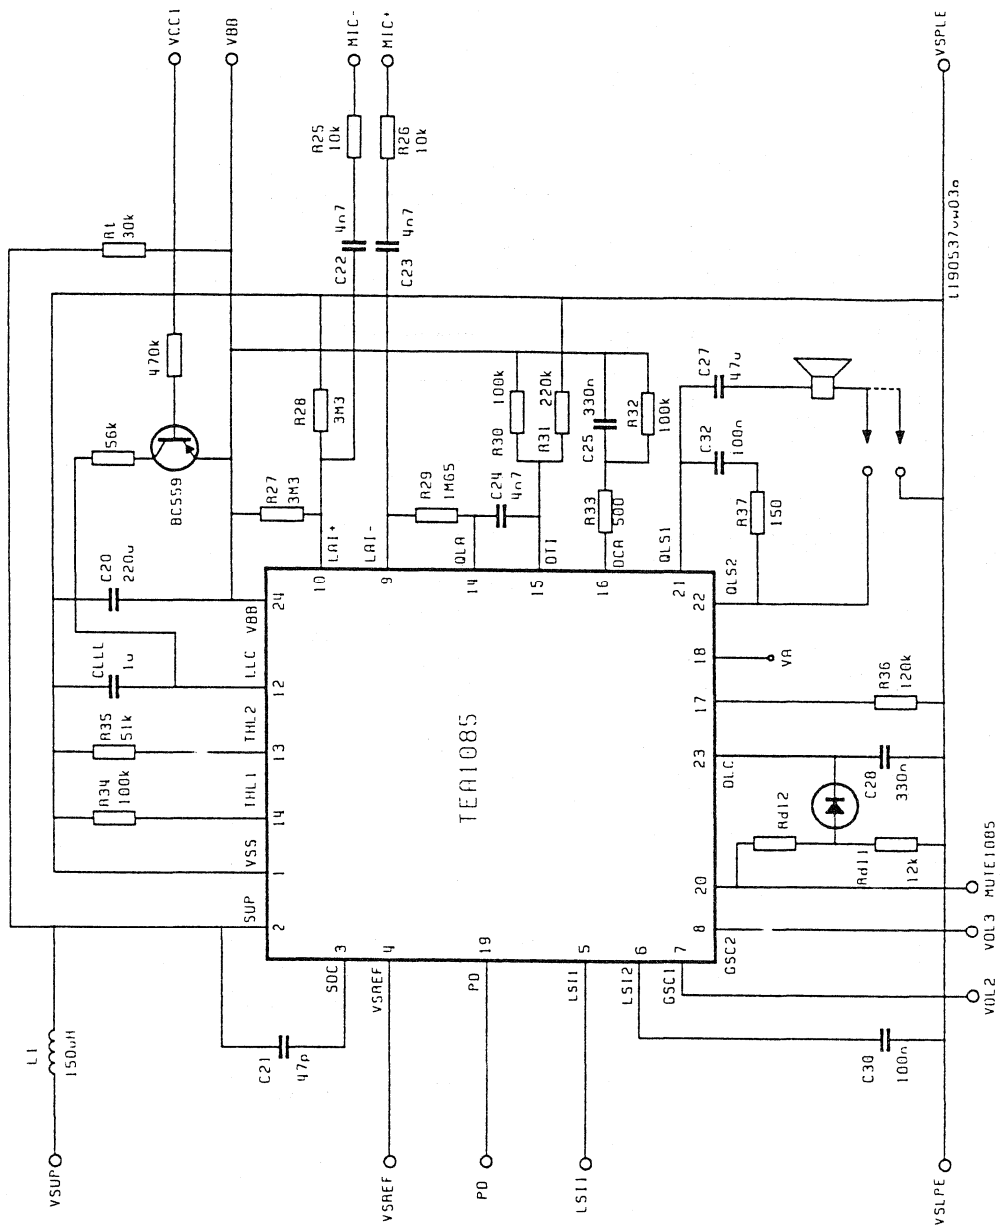 VCC1
VBB
MIC-
MIC+
VSPLE
R25
10k
R26
10k
R1
30k
4n7
C22
4n7
C23
L190537uw03a
470k
R28
3M3
R30
100k
R31
220k
C25
330n
R32
100k
C27
47u
56k
BC559
R27
3M3
R29
1M65
C24
4n7
R33
500
C32
100n
R37
150
C20
220u
LAI+
LAI-
QLA
DTI
DCA
QLS1
QLS2
10
9
14
15
16
21
VBB
24
22
CLLL
1u
LLC
12
18
VA
R35
51k
THL2
13
17
R36
120k
TEA1085
R34
100k
THL1
14
23
DLC
C28
330n
Rd12
VSS
1
20
Rd11
12k
MUTE1085
SUP
2
8
GSC2
VOL3
SOC
3
VSREF
4
PD
19
LSI1
5
LSI2
6
GSC1
7
VOL2
L1
150uH
C21
47p
C30
100n
VSUP
VSREF
PD
LSI1
VSLPE